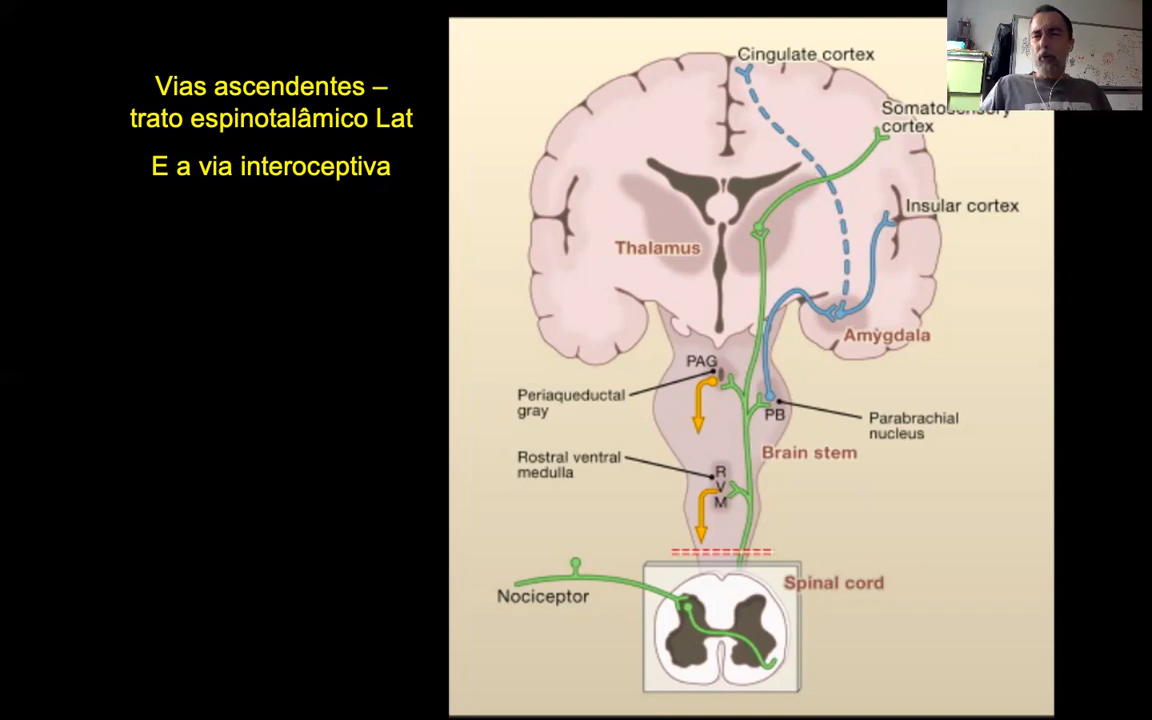 Vias ascendentes –
trato espinotalâmico Lat
E a via interoceptiva
Cingulate cortex
Somatosensory
cortex
Insular cortex
Thalamus
Amygdala
PAG
Periaqueductal
gray
PB
Parabrachial
nucleus
Brain stem
Rostral ventral
medulla
R
V
M
Spinal cord
Nociceptor